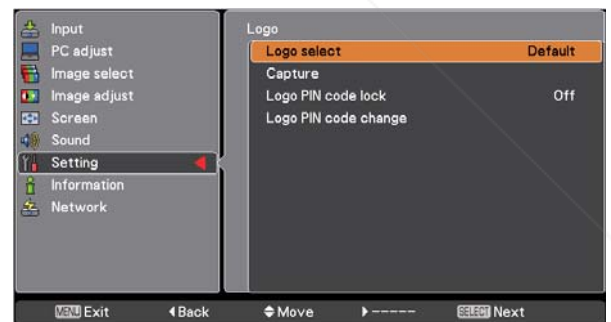 Input
PC adjust
Image select
Image adjust
Screen
Sound
Setting
Information
Network
Logo
Logo select Default
Capture
Logo PIN code lock Off
Logo PIN code change
MENU Exit ◀Back ◆Move ▶----- SELECT Next